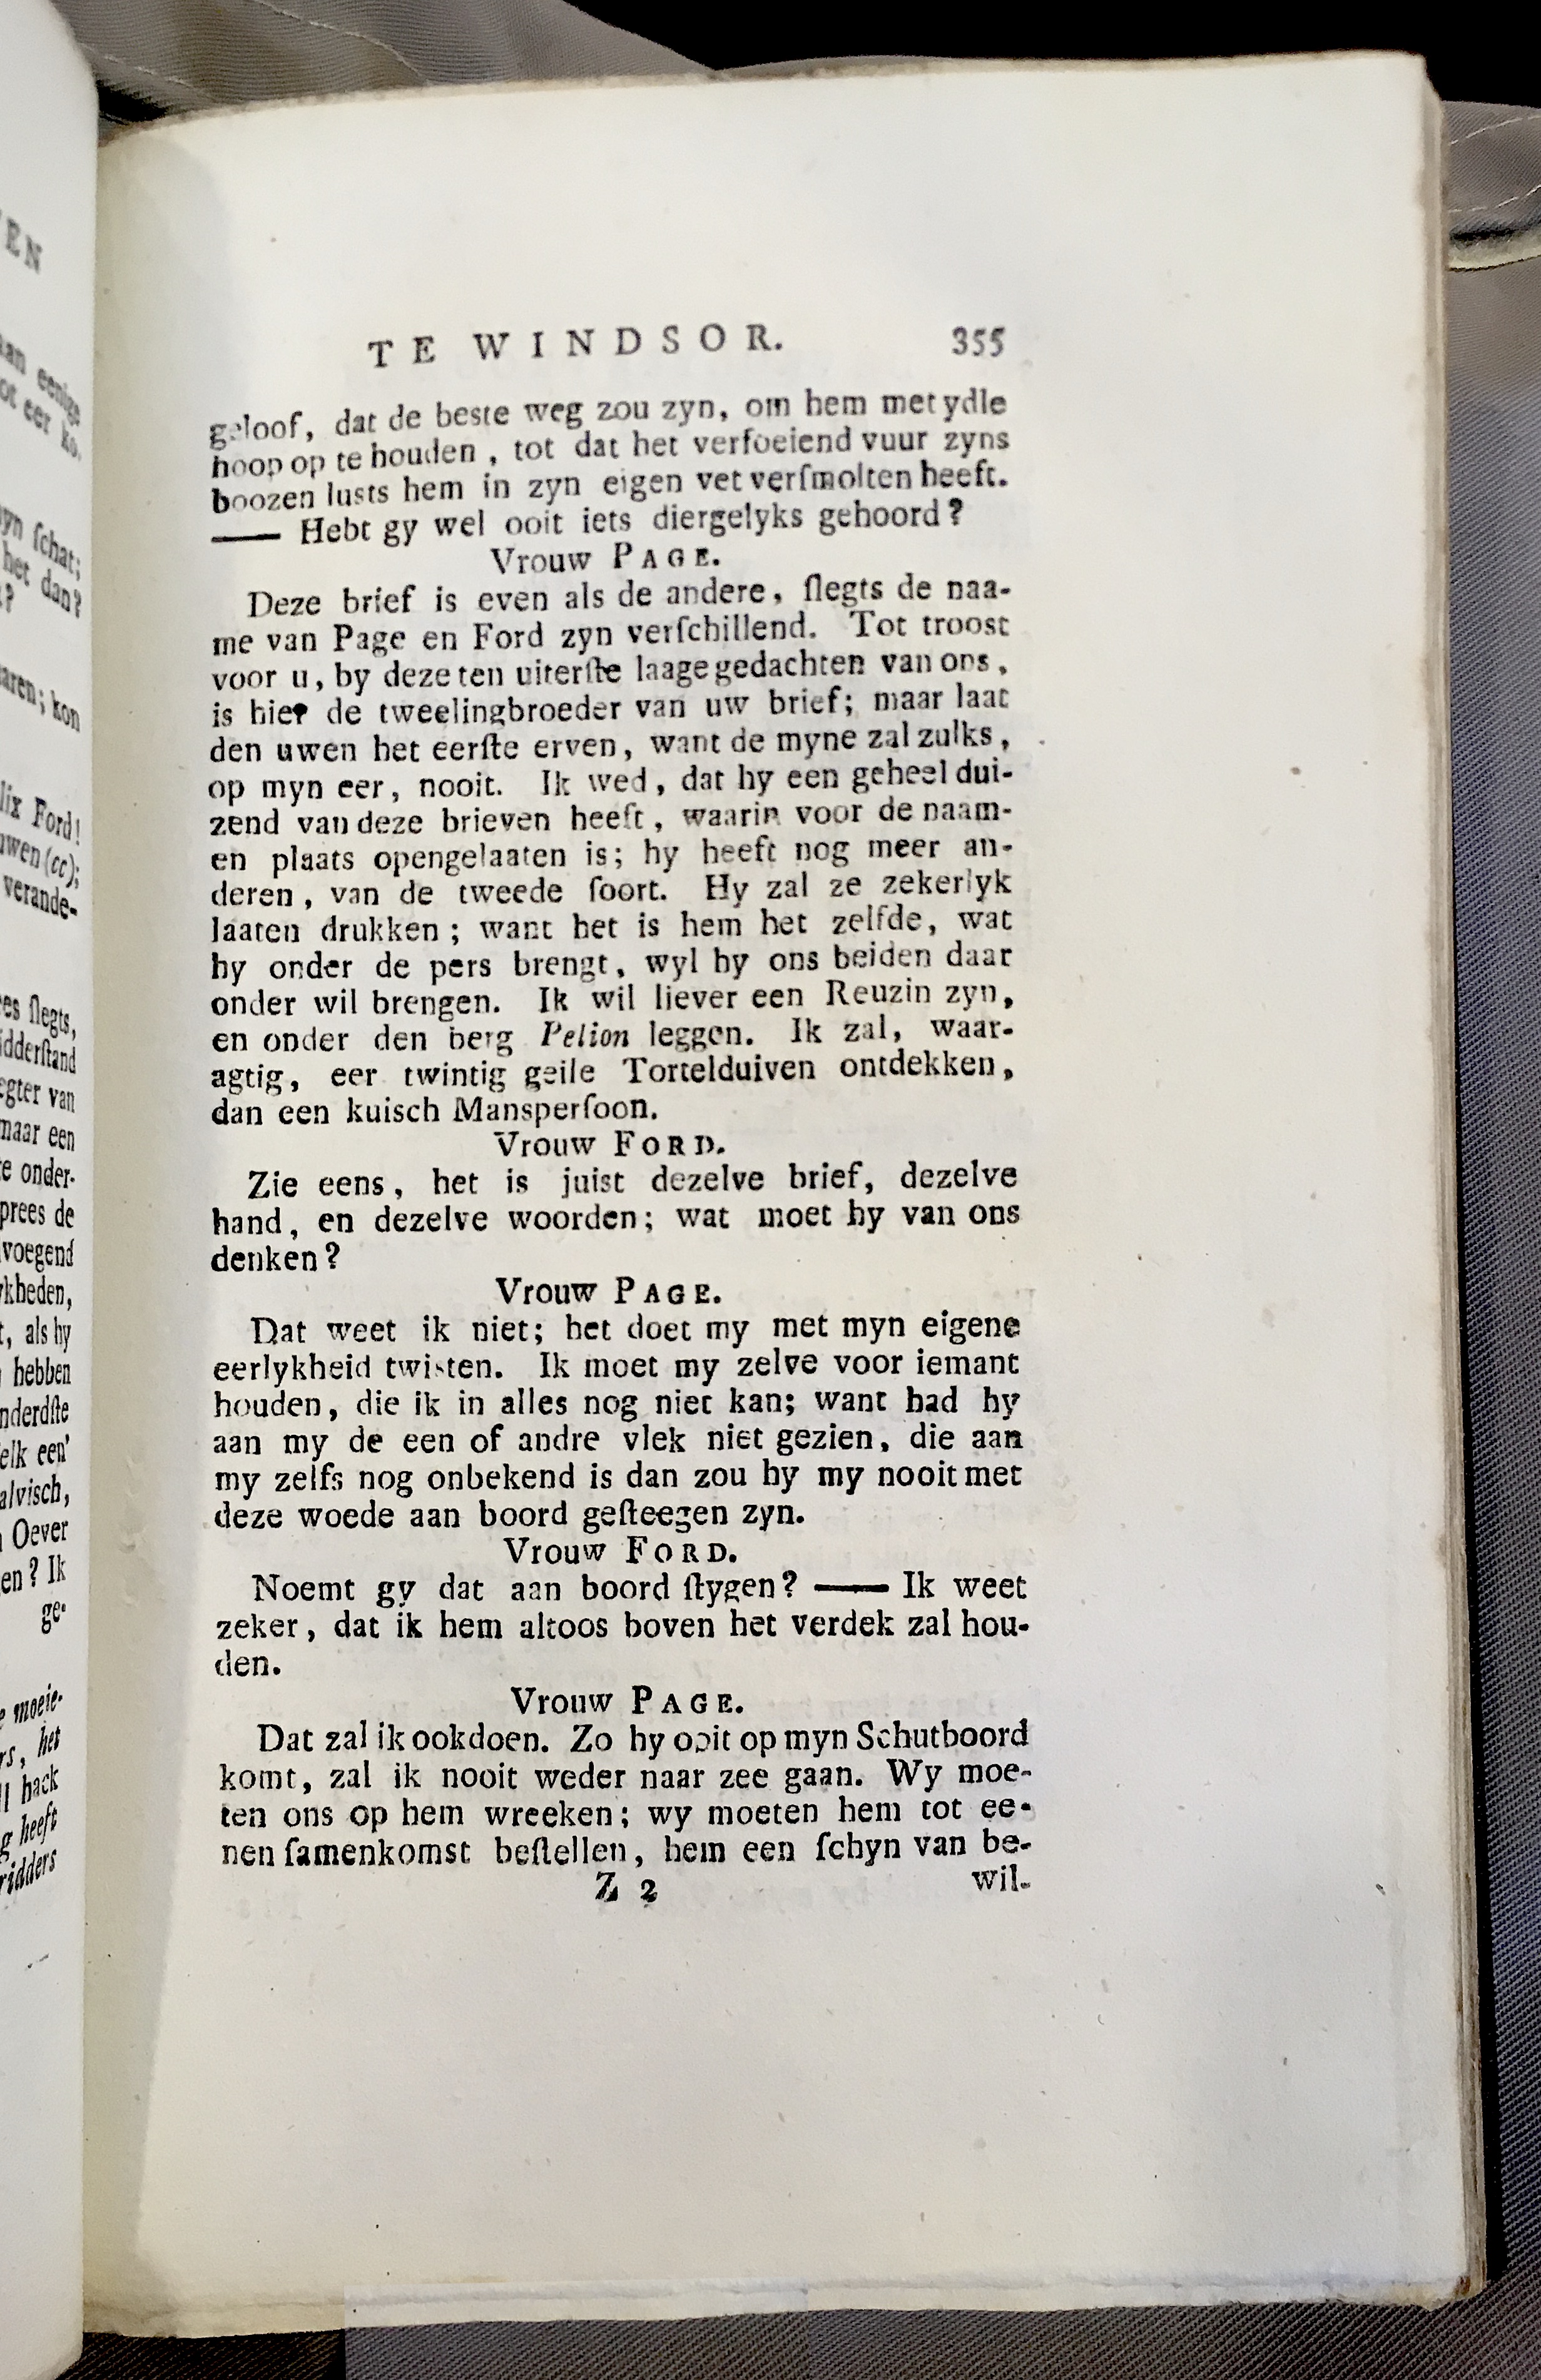 TE WINDSOR. 355
geloof, dat de beste weg zou zyn, om hem met ydle
hoop op te houden, tot dat het verfoeiend vuur zyns
boozen lusts hem in zyn eigen vet verſmolten heeft.
—— Hebt gy wel ooit iets diergelyks gehoord?
Vrouw PAGE.
Deze brief is even als de andere, ſlegts de naa-
me van Page en Ford zyn verſchillend. Tot troost
voor u, by deze ten uiterſte laage gedachten van ons,
is hier de tweelingbroeder van uw brief; maar laat
den uwen het eerſte erven, want de myne zal zulks,
op myn eer, nooit. Ik wed, dat hy een geheel dui-
zend van deze brieven heeft, waarin voor de naam-
en plaats opengelaaten is; hy heeft nog meer an-
deren, van de tweede ſoort. Hy zal ze zekerlyk
laaten drukken; want het is hem het zelfde, wat
hy onder de pers brengt, wyl hy ons beiden daar
onder wil brengen. Ik wil liever een Reuzin zyn,
en onder den berg Pelion leggen. Ik zal, waar-
agtig, eer twintig geile Tortelduiven ontdekken,
dan een kuisch Mansperſoon.
Vrouw FORD.
Zie eens, het is juist dezelve brief, dezelve
hand, en dezelve woorden; wat moet hy van ons
denken?
Vrouw PAGE.
Dat weet ik niet; het doet my met myn eigene
eerlykheid twisten. Ik moet my zelve voor iemant
houden, die ik in alles nog niet kan; want had hy
aan my de een of andre vlek niet gezien, die aan
my zelfs nog onbekend is dan zou hy my nooit met
deze woede aan boord geſteegen zyn.
Vrouw FORD.
Noemt gy dat aan boord ſtygen? —— Ik weet
zeker, dat ik hem altoos boven het verdek zal hou-
den.
Vrouw PAGE.
Dat zal ik ook doen. Zo hy ooit op myn Schutboord
komt, zal ik nooit weder naar zee gaan. Wy moe-
ten ons op hem wreeken; wy moeten hem tot ee-
nen ſamenkomst beſtellen, hem een ſchyn van be-
Z 2 wil-